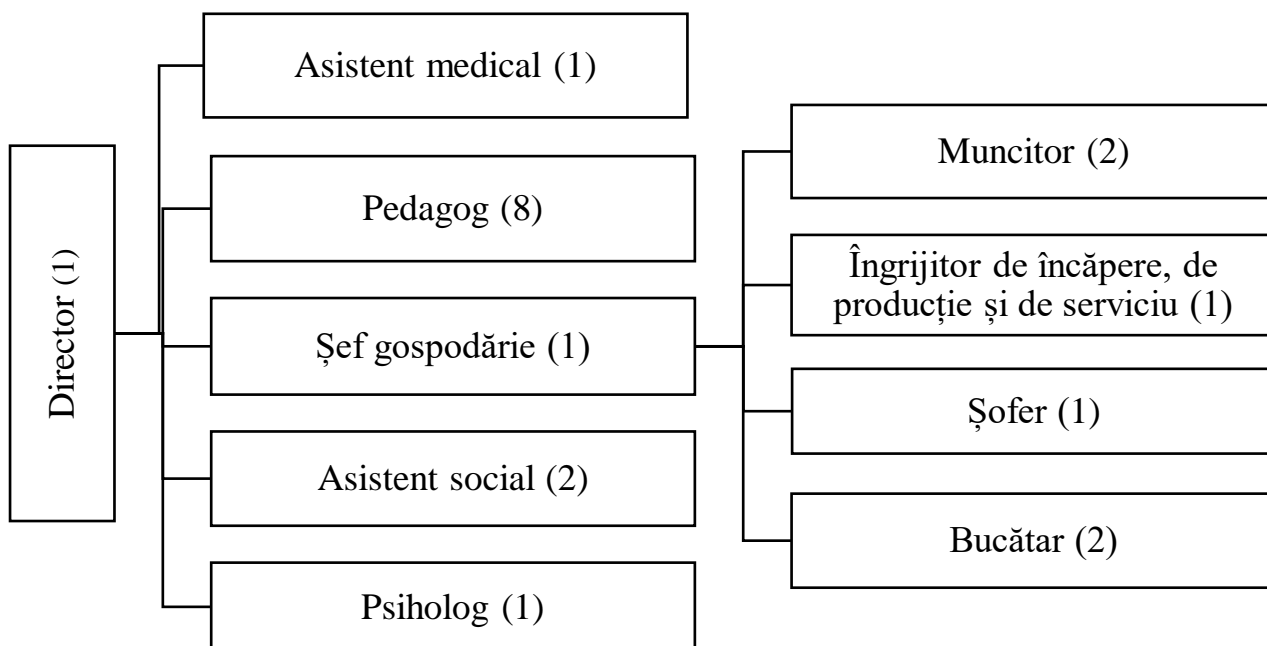 Director (1)
Asistent medical (1)
Pedagog (8)
Șef gospodărie (1)
Asistent social (2)
Psiholog (1)
Muncitor (2)
Îngrijitor de încăpere, de
producție și de serviciu (1)
Șofer (1)
Bucătar (2)